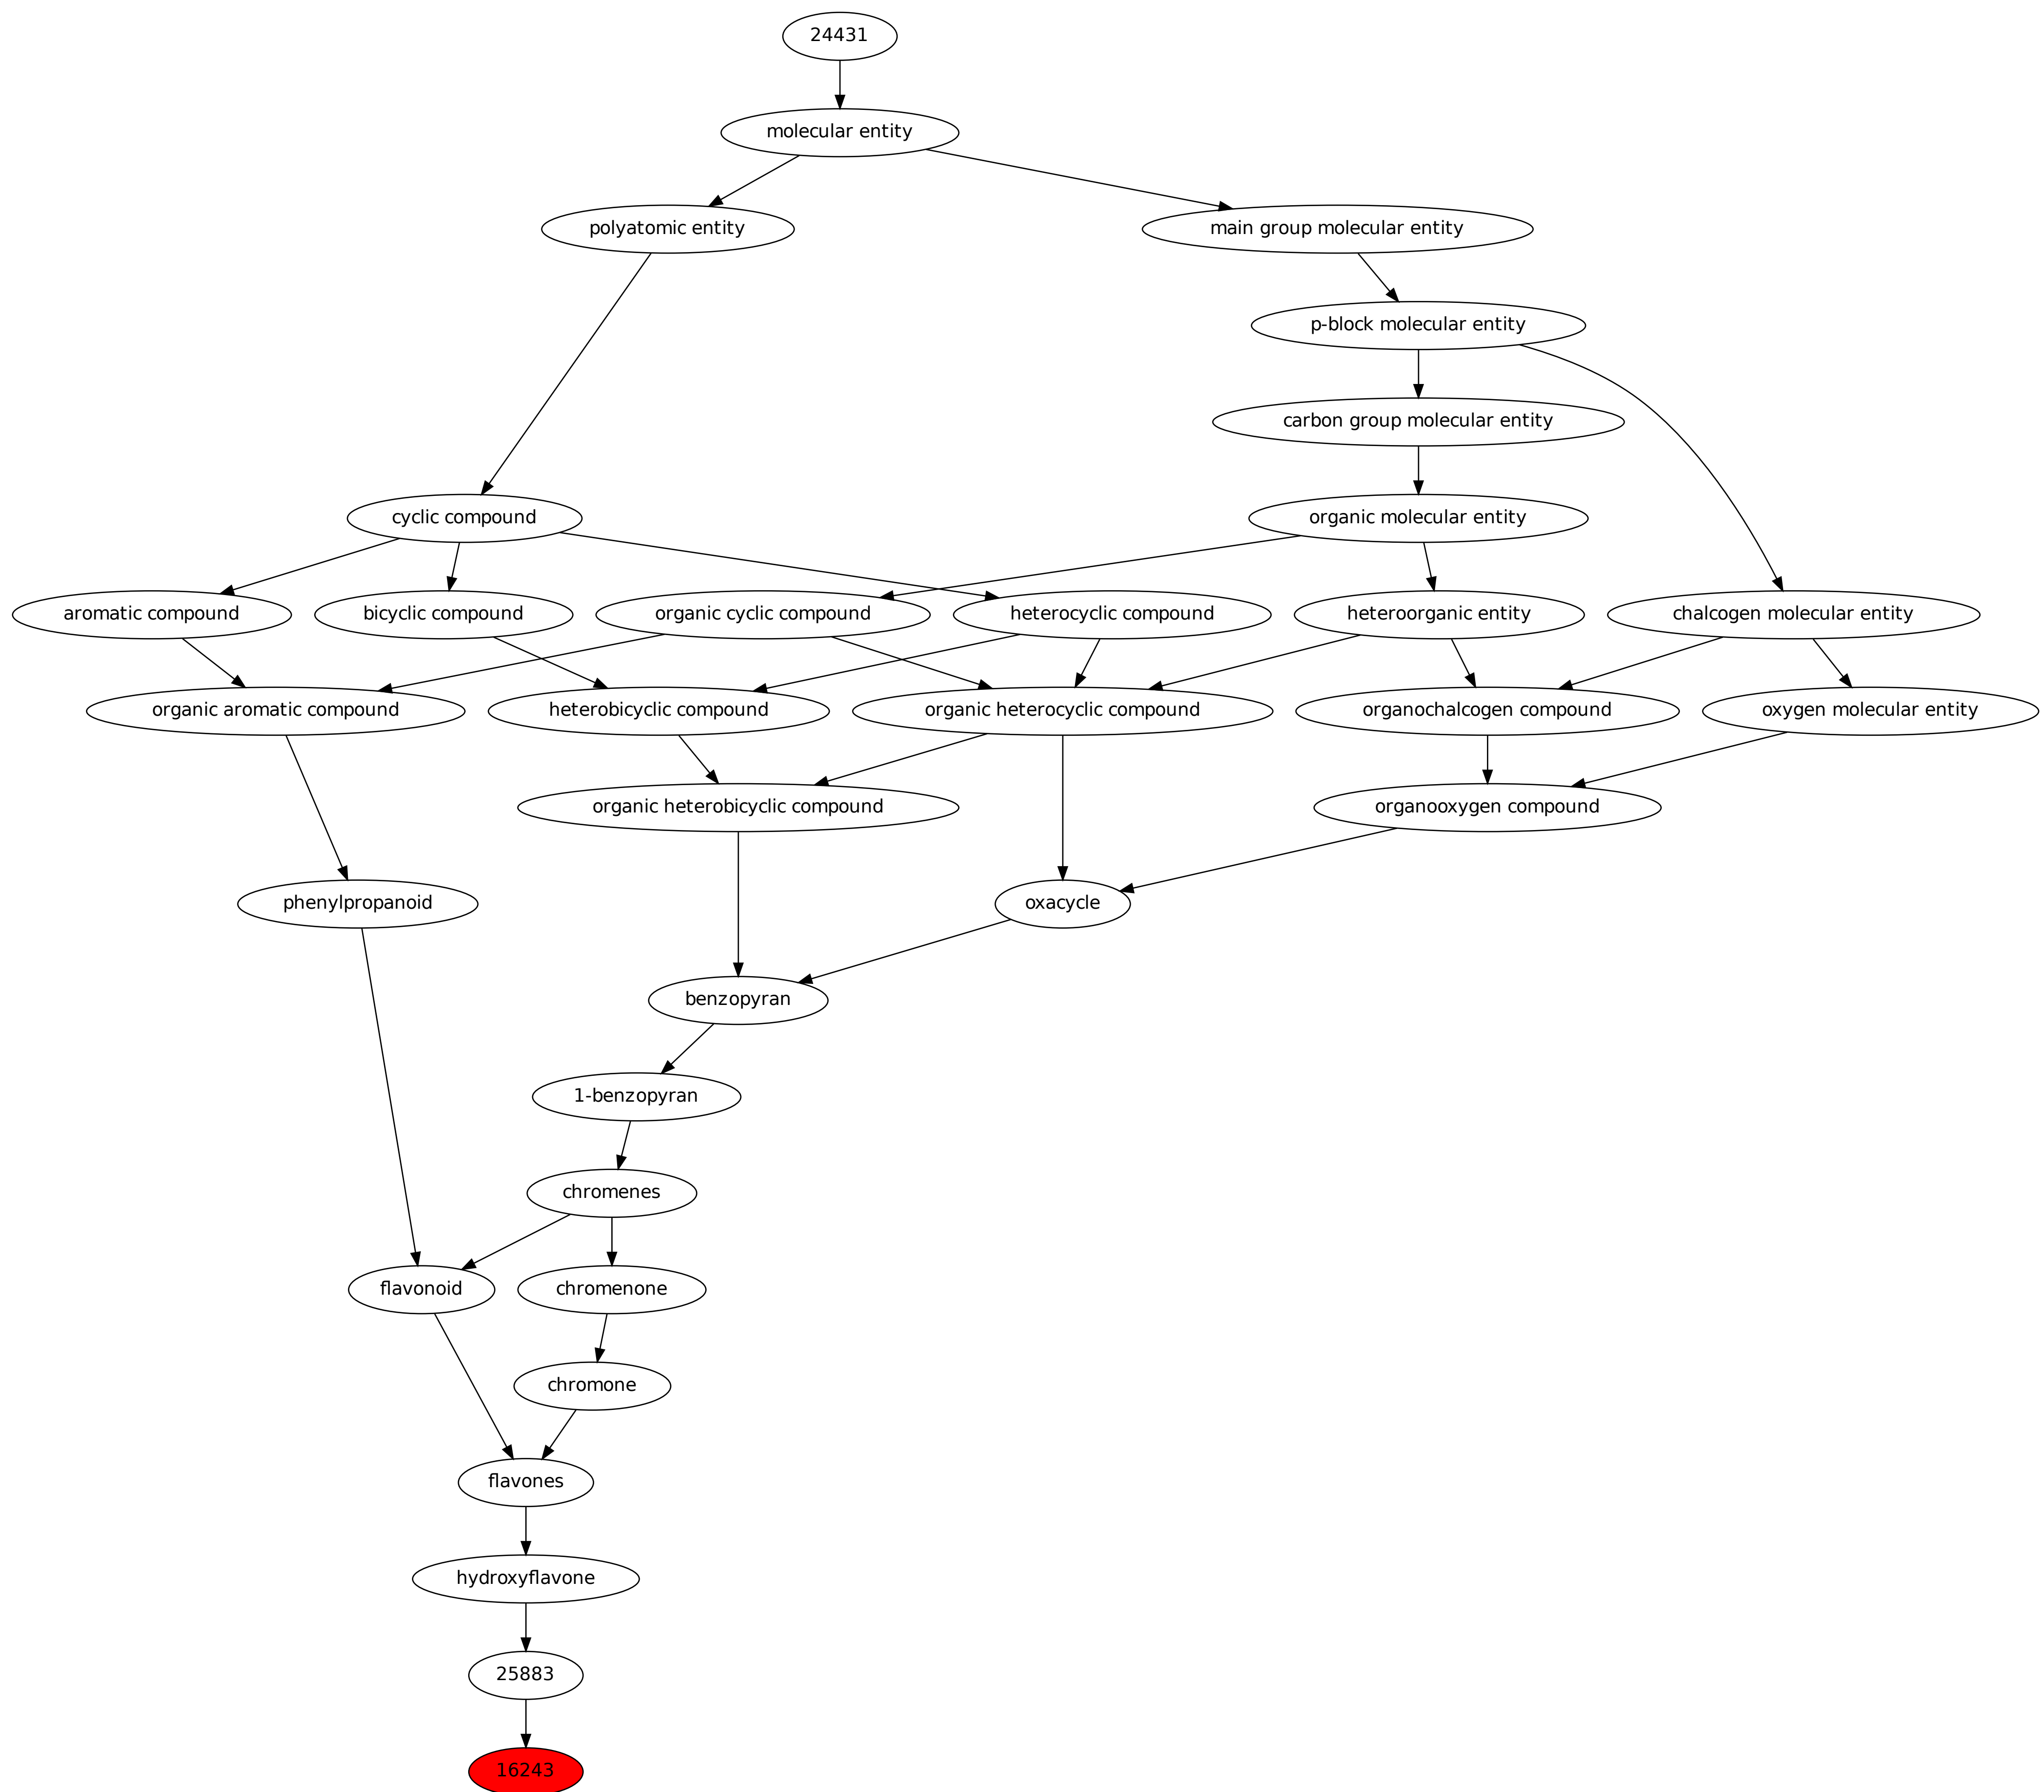 24431
molecular entity
polyatomic entity
main group molecular entity
p-block molecular entity
carbon group molecular entity
cyclic compound
organic molecular entity
aromatic compound
bicyclic compound
organic cyclic compound
heterocyclic compound
heteroorganic entity
chalcogen molecular entity
organic aromatic compound
heterobicyclic compound
organic heterocyclic compound
organochalcogen compound
oxygen molecular entity
organic heterobicyclic compound
organooxygen compound
phenylpropanoid
oxacycle
benzopyran
1-benzopyran
chromenes
flavonoid
chromenone
chromone
flavones
hydroxyflavone
25883
16243